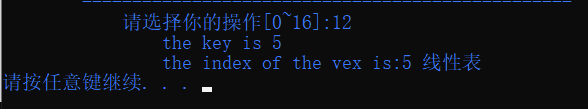 ------------------------------------------------
请选择你的操作[0~16]:12
the key is 5
the index of the vex is:5 线性表
请按任意键继续. . .